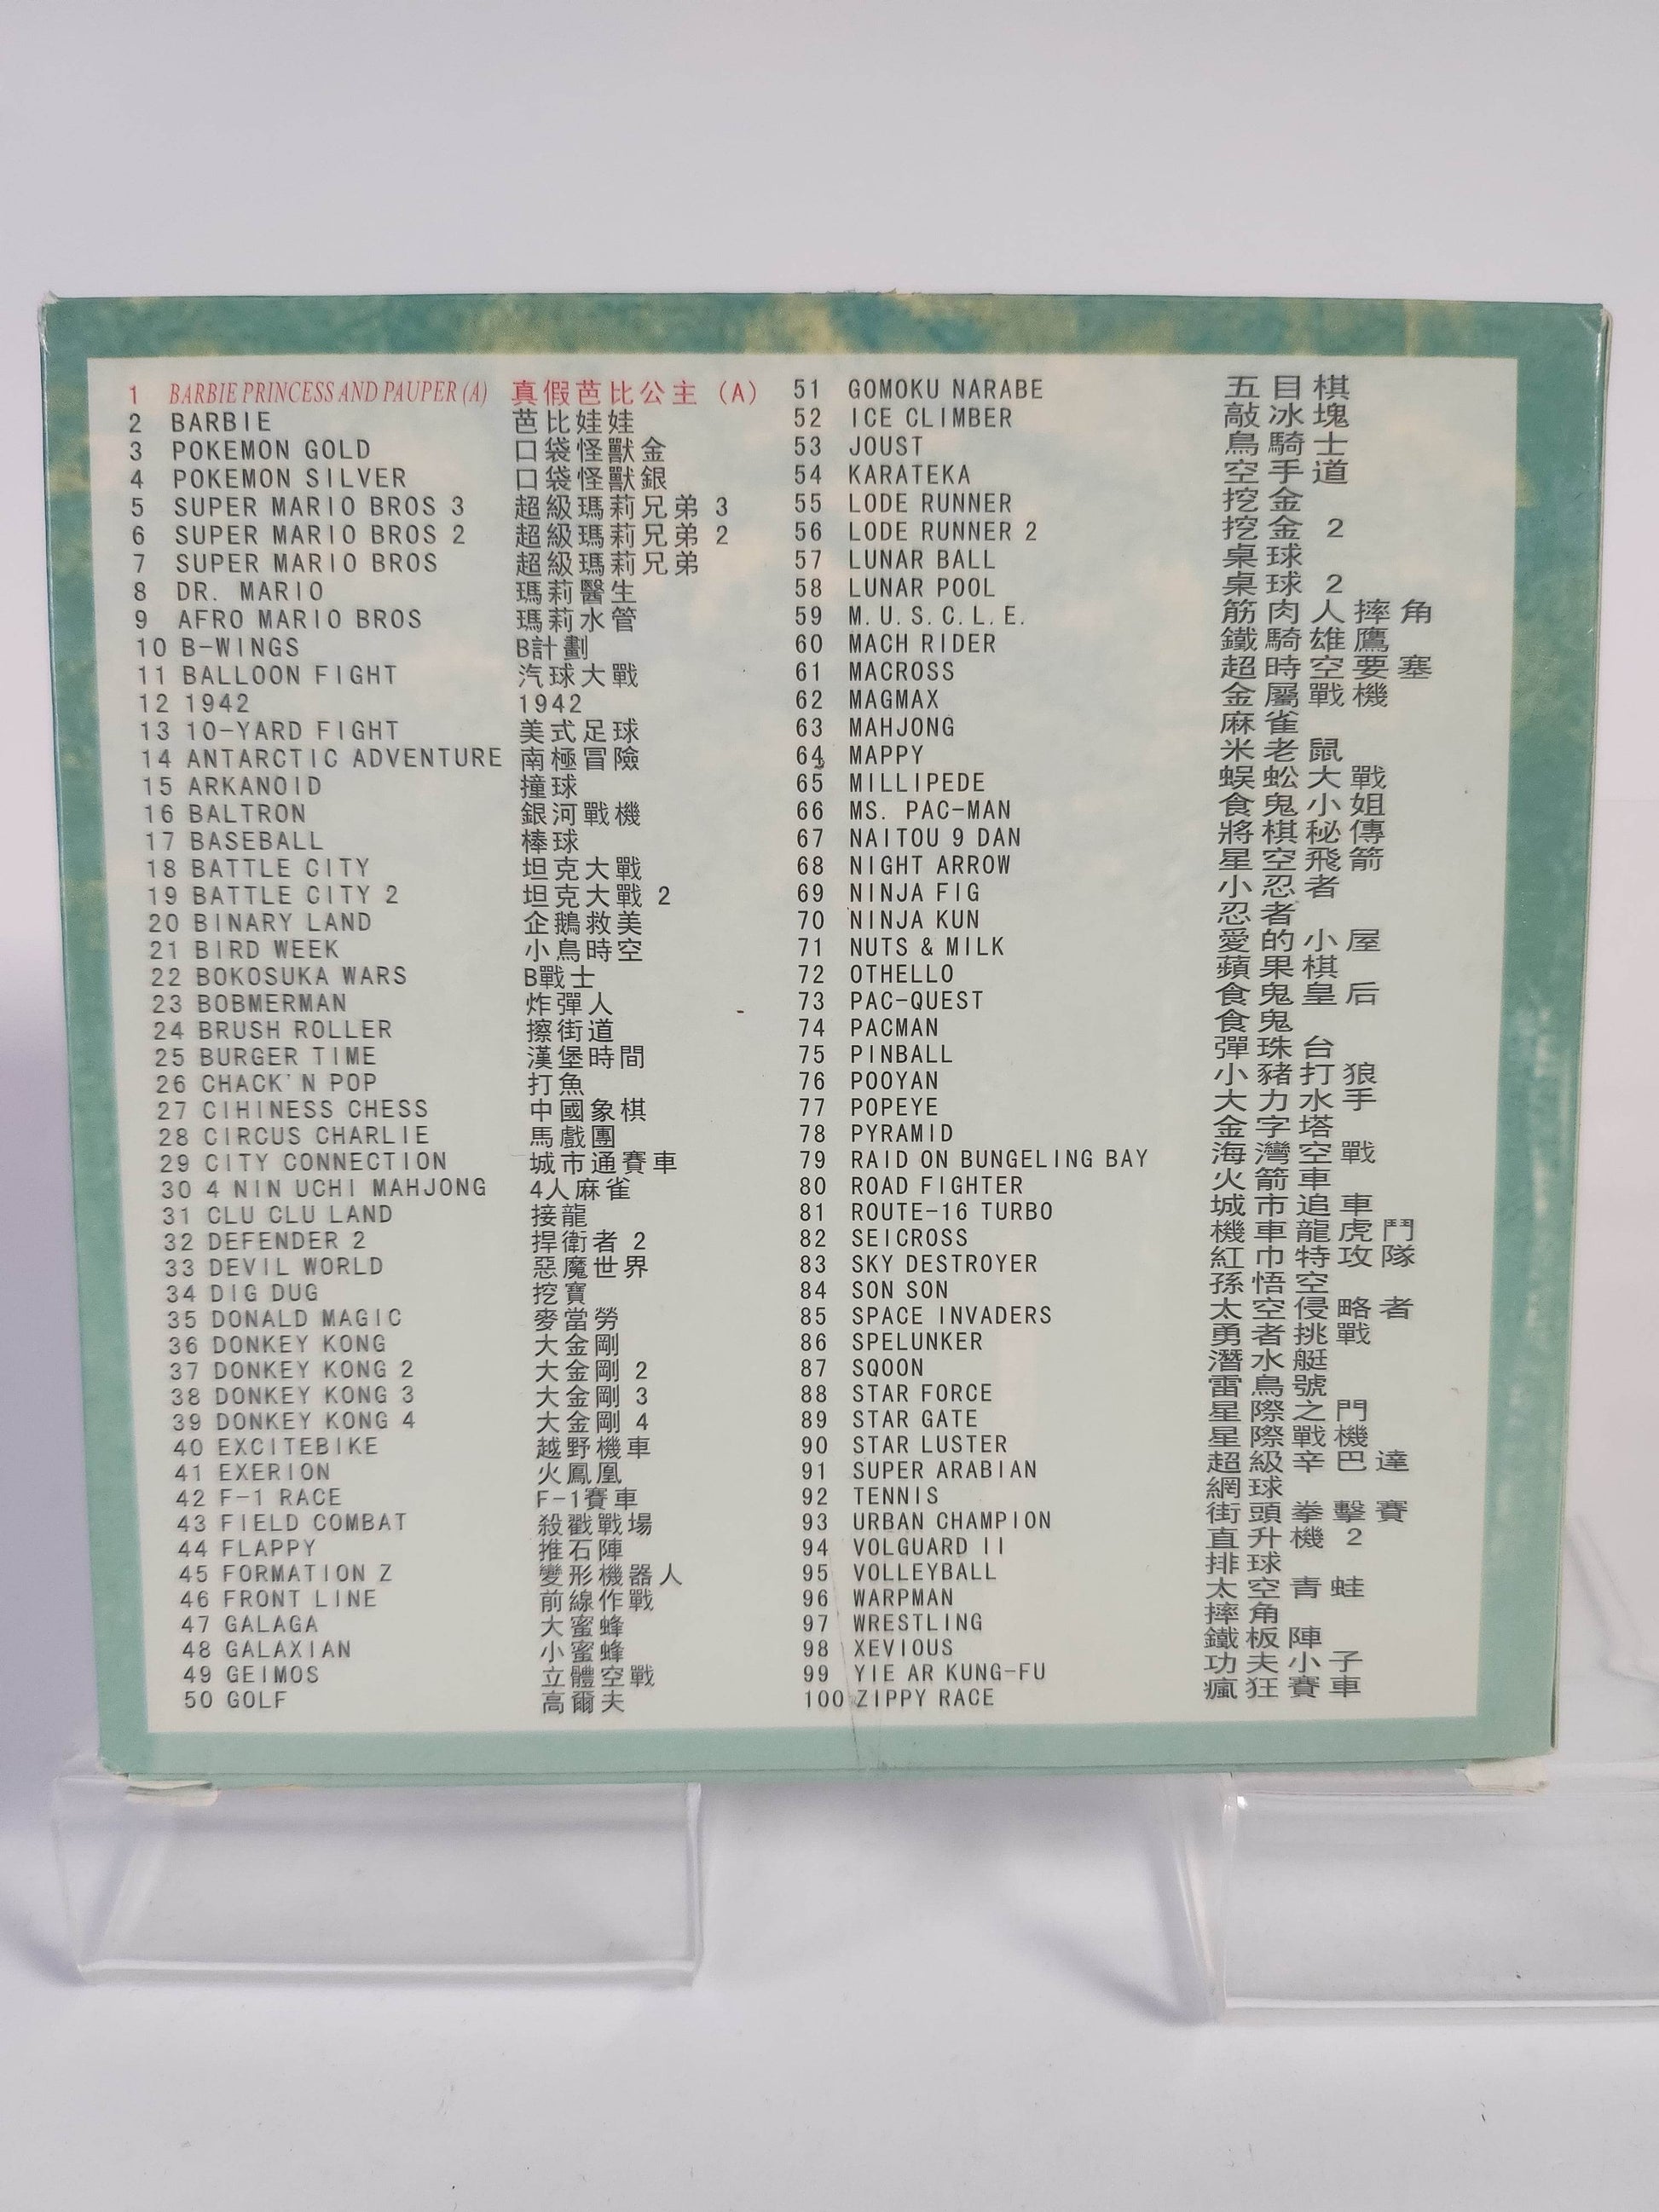 1 BARBIE PRINCESS AND PAUPER (A) 真假芭比公主 (A)
2 BARBIE 芭比娃娃
3 POKEMON GOLD 口袋怪獸金
4 POKEMON SILVER 口袋怪獸銀
5 SUPER MARIO BROS 3 超級瑪莉兄弟 3
6 SUPER MARIO BROS 2 超級瑪莉兄弟 2
7 SUPER MARIO BROS 超級瑪莉兄弟
8 DR. MARIO 瑪莉醫生
9 AFRO MARIO BROS 瑪莉水管
10 B-WINGS B計劃
11 BALLOON FIGHT 汽球大戰
12 1942 1942
13 10-YARD FIGHT 美式足球
14 ANTARCTIC ADVENTURE 南極冒險
15 ARKANOID 撞球
16 BALTRON 銀河戰機
17 BASEBALL 棒球
18 BATTLE CITY 坦克大戰
19 BATTLE CITY 2 坦克大戰 2
20 BINARY LAND 企鵝救美
21 BIRD WEEK 小鳥時空
22 BOKOSUKA WARS B戰士
23 BOBMERMAN 炸彈人
24 BRUSH ROLLER 擦街道
25 BURGER TIME 漢堡時間
26 CHACK'N POP 打魚
27 CIHINESS CHESS 中國象棋
28 CIRCUS CHARLIE 馬戲團
29 CITY CONNECTION 城市通賽車
30 4 NIN UCHI MAHJONG 4人麻雀
31 CLU CLU LAND 接龍
32 DEFENDER 2 捍衛者 2
33 DEVIL WORLD 惡魔世界
34 DIG DUG 挖寶
35 DONALD MAGIC 麥當勞
36 DONKEY KONG 大金剛
37 DONKEY KONG 2 大金剛 2
38 DONKEY KONG 3 大金剛 3
39 DONKEY KONG 4 大金剛 4
40 EXCITEBIKE 越野機車
41 EXERION 火鳳凰
42 F-1 RACE F-1賽車
43 FIELD COMBAT 殺戳戰場
44 FLAPPY 推石陣
45 FORMATION Z 變形機器人
46 FRONT LINE 前線作戰
47 GALAGA 大蜜蜂
48 GALAXIAN 小蜜蜂
49 GEIMOS 立體空戰
50 GOLF 高爾夫
51 GOMOKU NARABE 五目棋
52 ICE CLIMBER 敲冰塊
53 JOUST 鳥騎士
54 KARATEKA 空手道
55 LODE RUNNER 挖金
56 LODE RUNNER 2 挖金 2
57 LUNAR BALL 桌球
58 LUNAR POOL 桌球 2
59 M.U.S.C.L.E. 筋肉人摔角
60 MACH RIDER 鐵騎雄鷹
61 MACROSS 超時空要塞
62 MAGMAX 金屬戰機
63 MAHJONG 麻雀
64 MAPPY 米老鼠
65 MILLIPEDE 蜈蚣大戰
66 MS. PAC-MAN 食鬼小姐
67 NAITOU 9 DAN 將棋秘傳
68 NIGHT ARROW 星空飛箭
69 NINJA FIG 小忍者
70 NINJA KUN 忍者
71 NUTS & MILK 愛的小屋
72 OTHELLO 蘋果棋
73 PAC-QUEST 食鬼皇后
74 PACMAN 食鬼
75 PINBALL 彈珠台
76 POOYAN 小豬打狼
77 POPEYE 大力水手
78 PYRAMID 金字塔
79 RAID ON BUNGELING BAY 海灣空戰
80 ROAD FIGHTER 火箭車
81 ROUTE-16 TURBO 城市追車
82 SEICROSS 機車龍虎鬥
83 SKY DESTROYER 紅巾特攻隊
84 SON SON 孫悟空
85 SPACE INVADERS 太空侵略者
86 SPELUNKER 勇者挑戰
87 SQOON 潛水艇
88 STAR FORCE 雷鳥號
89 STAR GATE 星際之門
90 STAR LUSTER 星際戰機
91 SUPER ARABIAN 超級辛巴達
92 TENNIS 網球
93 URBAN CHAMPION 街頭拳擊賽
94 VOLGUARD II 直升機 2
95 VOLLEYBALL 排球
96 WARPMAN 太空青蛙
97 WRESTLING 摔角
98 XEVIOUS 鐵板陣
99 YIE AR KUNG-FU 功夫小子
100 ZIPPY RACE 瘋狂賽車